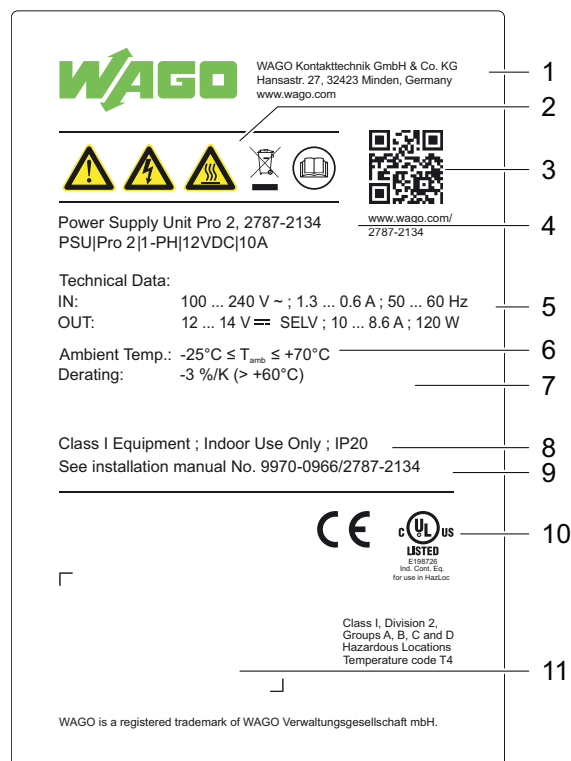 WAGO
WAGO Kontakttechnik GmbH & Co. KG
Hansastr. 27, 32423 Minden, Germany
www.wago.com
1
2
3
www.wago.com/
2787-2134
Power Supply Unit Pro 2, 2787-2134
PSU|Pro 2|1-PH|12VDC|10A
4
Technical Data:
IN: 100 ... 240 V ~ ; 1.3 ... 0.6 A ; 50 ... 60 Hz
5
OUT: 12 ... 14 V ⎓ SELV ; 10 ... 8.6 A ; 120 W
Ambient Temp.: -25°C ≤ Tamb ≤ +70°C
6
Derating: -3 %/K (> +60°C)
7
Class I Equipment ; Indoor Use Only ; IP20
8
See installation manual No. 9970-0966/2787-2134
9
CE
C UL US
LISTED
E198726
Ind. Cont. Eq.
for use in HazLoc
10
Class I, Division 2,
Groups A, B, C and D
Hazardous Locations
Temperature code T4
11
WAGO is a registered trademark of WAGO Verwaltungsgesellschaft mbH.